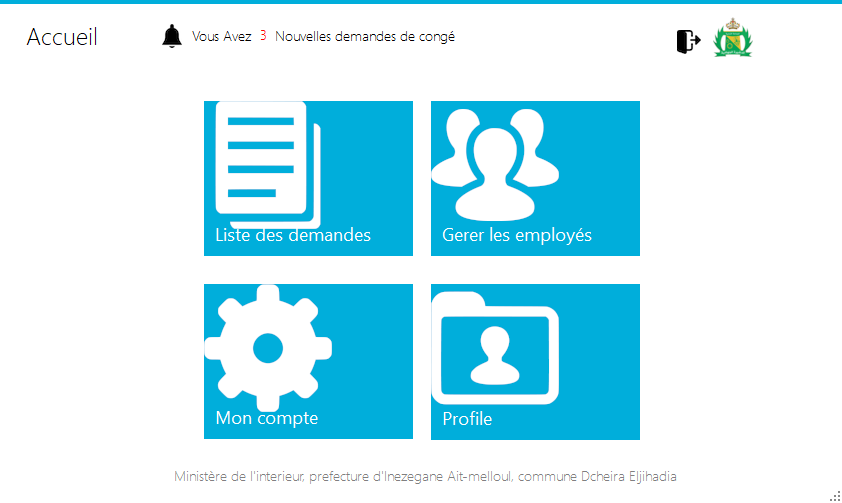 Accueil
Vous Avez 3 Nouvelles demandes de congé
Liste des demandes
Gerer les employés
Mon compte
Profile
Ministère de l'interieur, prefecture d'Inezegane Ait-melloul, commune Dcheira Eljihadia